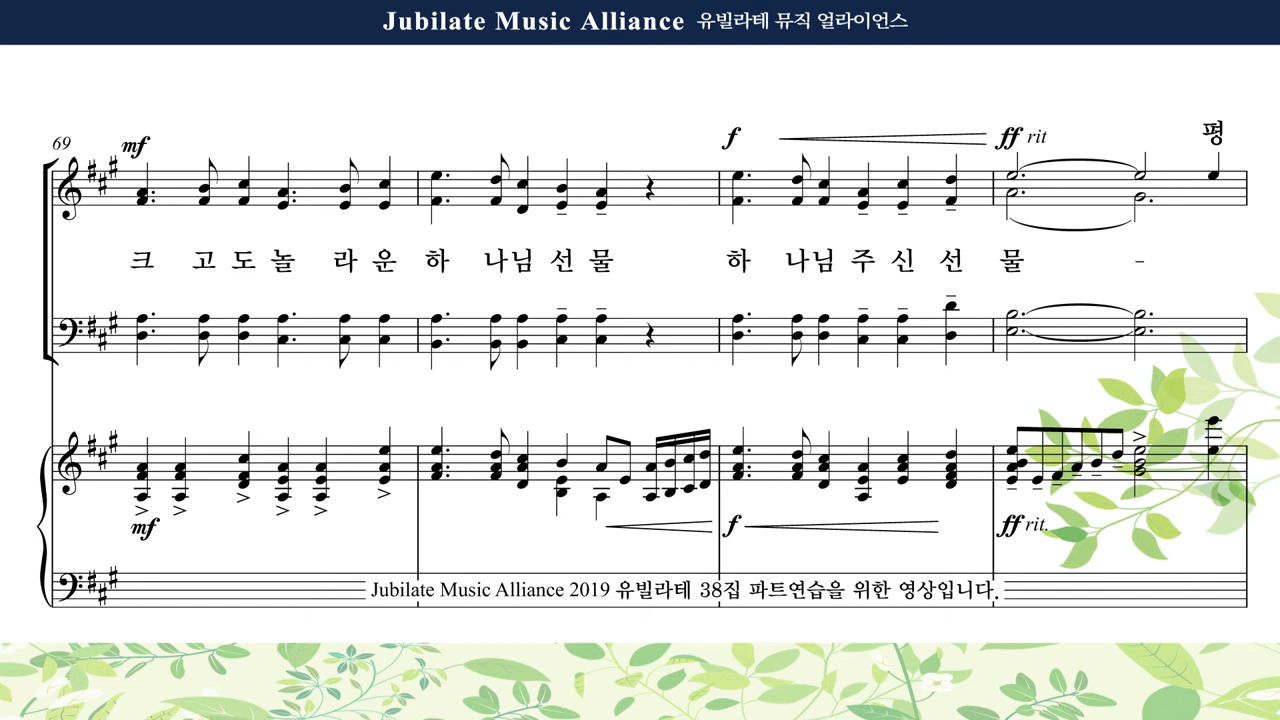 Jubilate Music Alliance 유빌라테 뮤직 얼라이언스
69
mf
f
ff rit
평
크 고 도 놀 라 운 하 나 님 선 물 하 나 님 주 신 선 물 -
mf
f
ff rit.
Jubilate Music Alliance 2019 유빌라테 38집 파트연습을 위한 영상입니다.